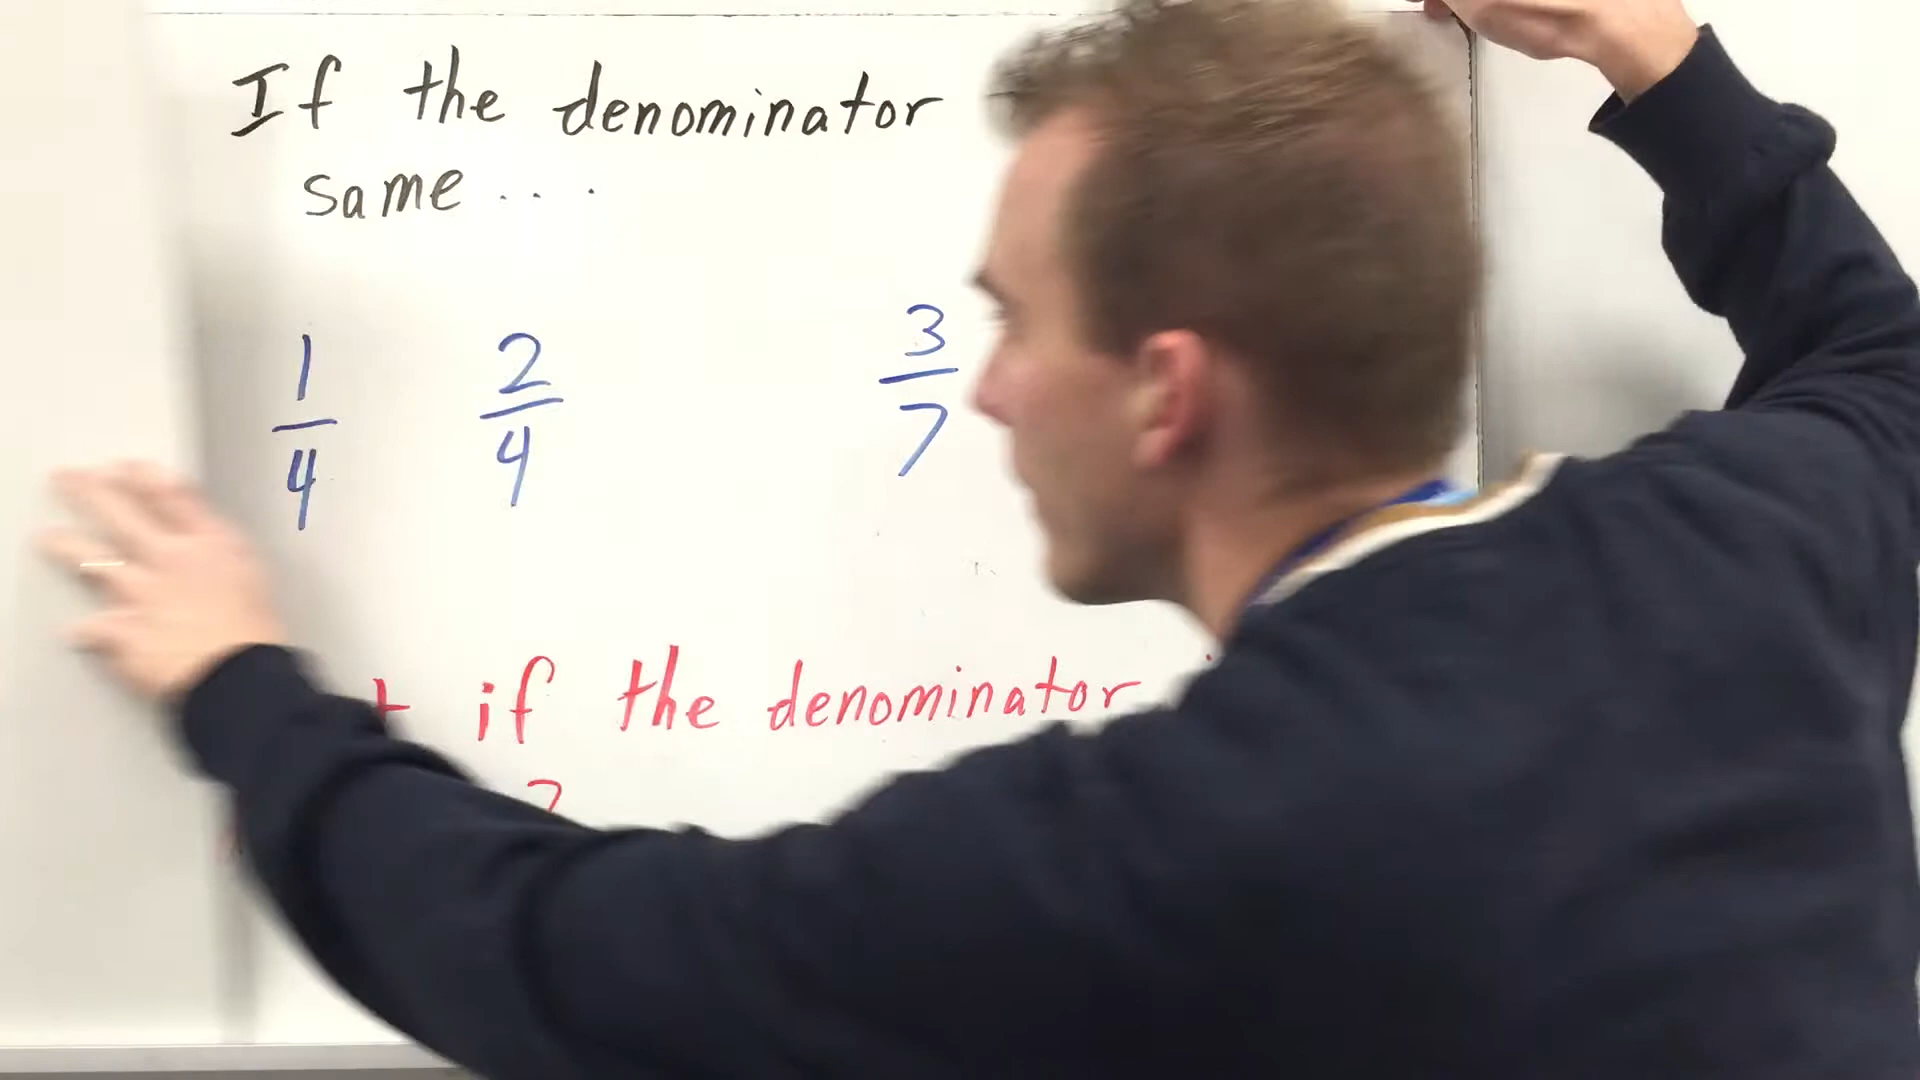 If the denominator
same ....
1/4 2/4 3/7
if the denominator
?